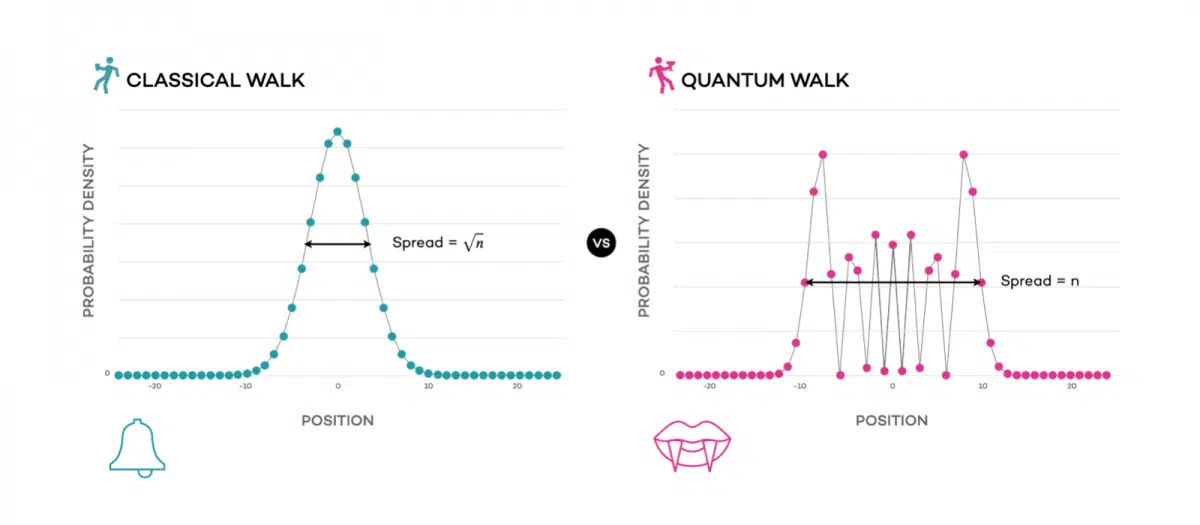 CLASSICAL WALK
PROBABILITY DENSITY
Spread = √n
0
-20
-10
0
10
20
POSITION
VS
QUANTUM WALK
PROBABILITY DENSITY
Spread = n
0
-20
-10
0
10
20
POSITION